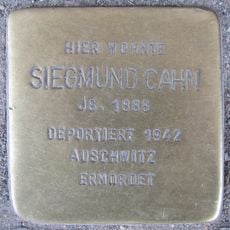 HIER WOHNTE
SIEGMUND CAHN
JG. 1888
DEPORTIERT 1942
AUSCHWITZ
ERMORDET